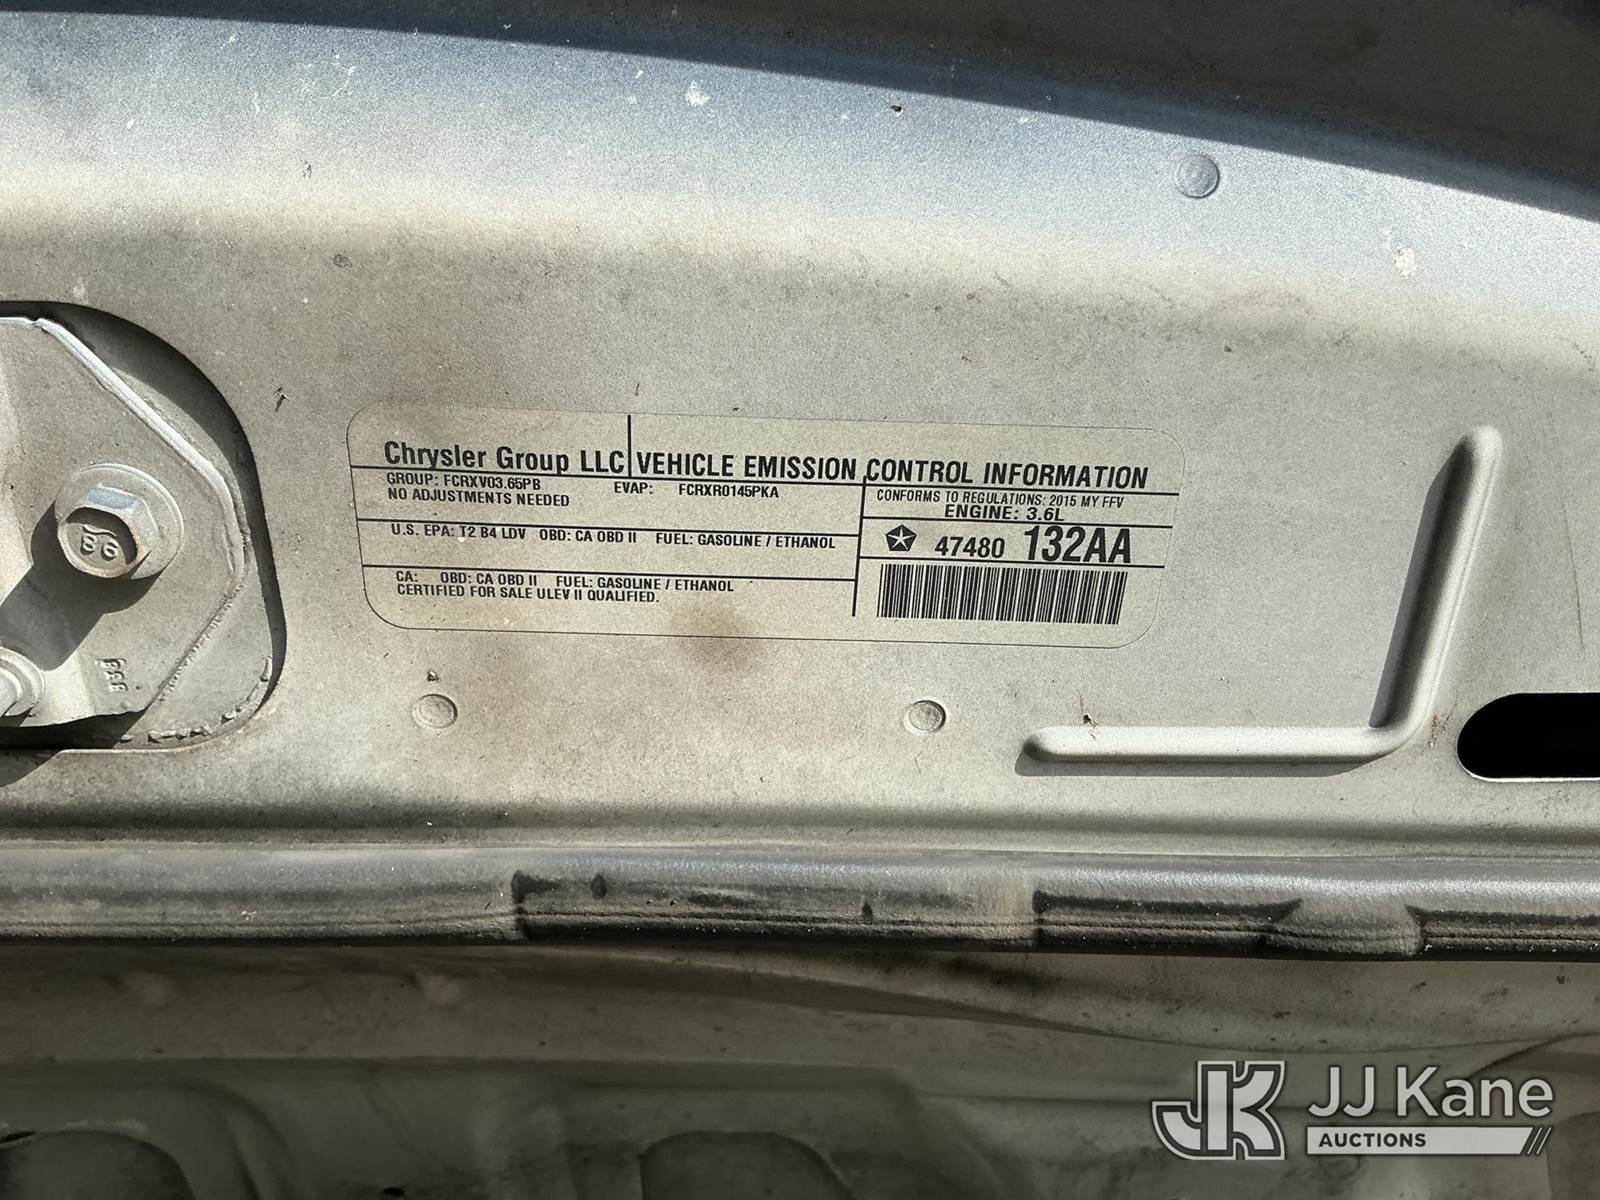 Chrysler Group LLC VEHICLE EMISSION CONTROL INFORMATION
GROUP: FCRXV03.65PB EVAP: FCRXR0145PKA
NO ADJUSTMENTS NEEDED
CONFORMS TO REGULATIONS: 2015 MY FFV
ENGINE: 3.6L
U.S. EPA: T2 B4 LDV OBD: CA OBD II FUEL: GASOLINE / ETHANOL
47480 132AA
CA: OBD: CA OBD II FUEL: GASOLINE / ETHANOL
CERTIFIED FOR SALE ULEV II QUALIFIED.
JK JJ Kane
AUCTIONS